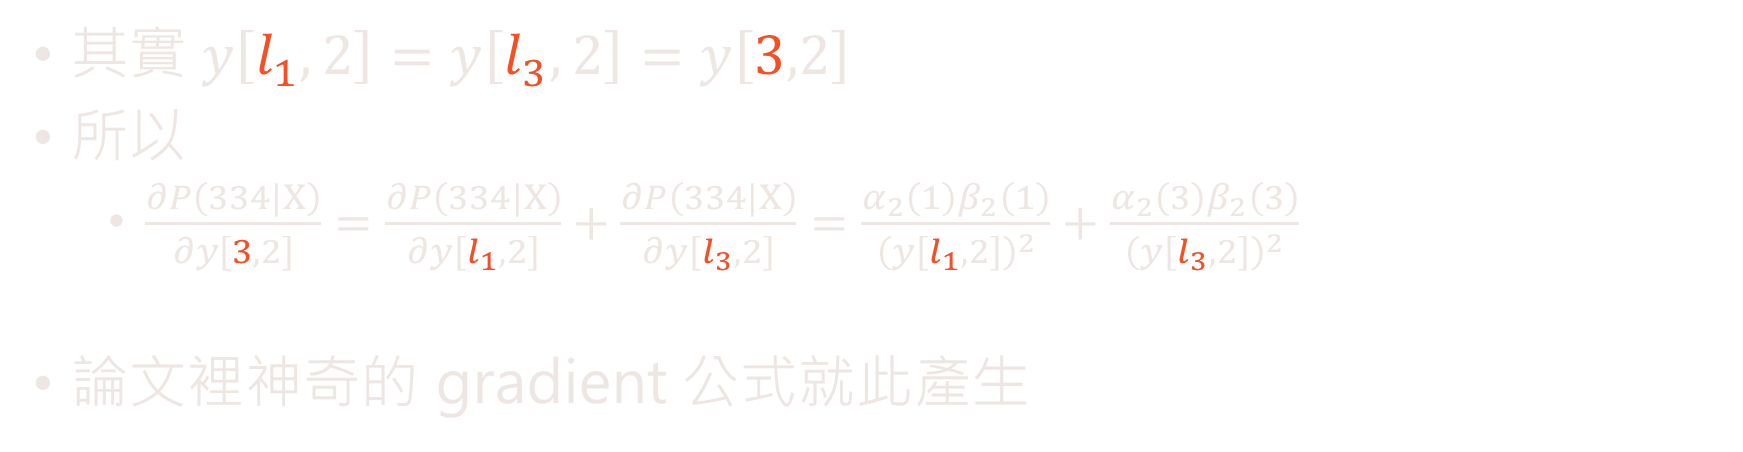 • 其實 y[l₁, 2] = y[l₃, 2] = y[3,2]
• 所以
• ∂P(334|X)/∂y[3,2] = ∂P(334|X)/∂y[l₁,2] + ∂P(334|X)/∂y[l₃,2] = α₂(1)β₂(1)/(y[l₁,2])² + α₂(3)β₂(3)/(y[l₃,2])²
• 論文裡神奇的 gradient 公式就此產生